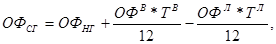 ОФ_СГ = ОФ_НГ + ОФ^В * Т^В / 12 − ОФ^Л * Т^Л / 12 ,